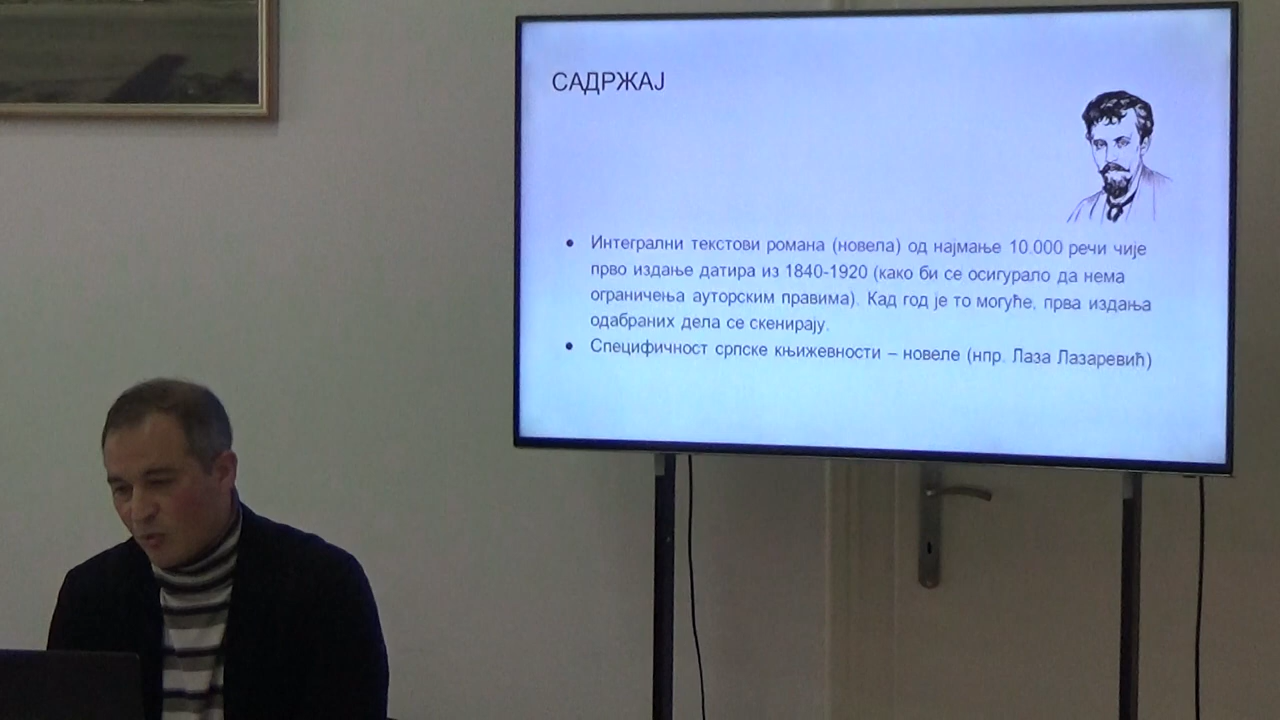 САДРЖАЈ
Интегрални текстови романа (новела) од најмање 10.000 речи чије
прво издање датира из 1840-1920 (како би се осигурало да нема
ограничења ауторским правима). Кад год је то могуће, прва издања
одабраних дела се скенирају.
Специфичност српске књижевности – новеле (нпр. Лаза Лазаревић)